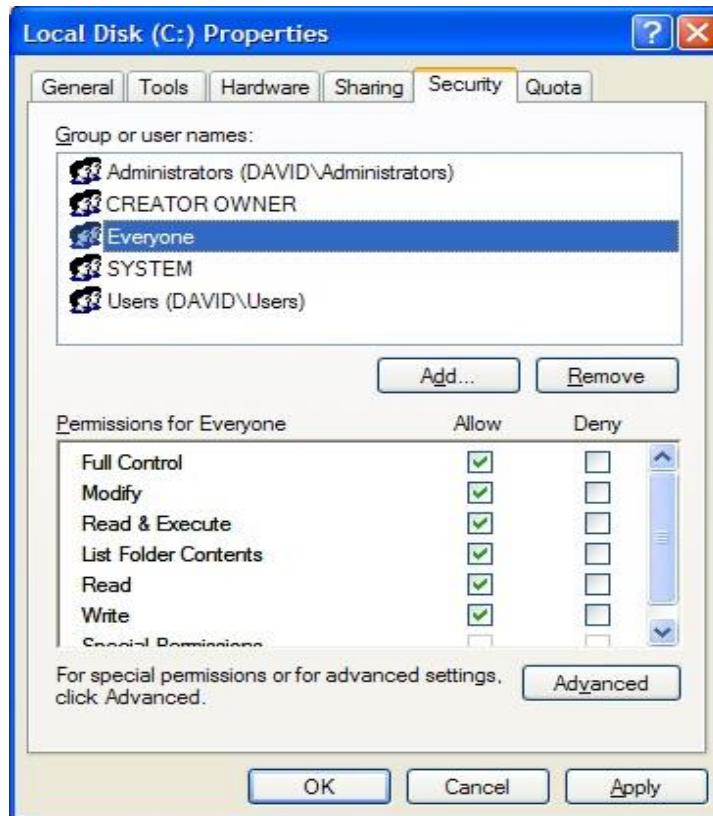 Local Disk (C:) Properties
General Tools Hardware Sharing Security Quota
Group or user names:
Administrators (DAVID\Administrators)
CREATOR OWNER
Everyone
SYSTEM
Users (DAVID\Users)
Add... Remove
Permissions for Everyone Allow Deny
Full Control
Modify
Read & Execute
List Folder Contents
Read
Write
Special Permissions
For special permissions or for advanced settings,
click Advanced.
Advanced
OK Cancel Apply